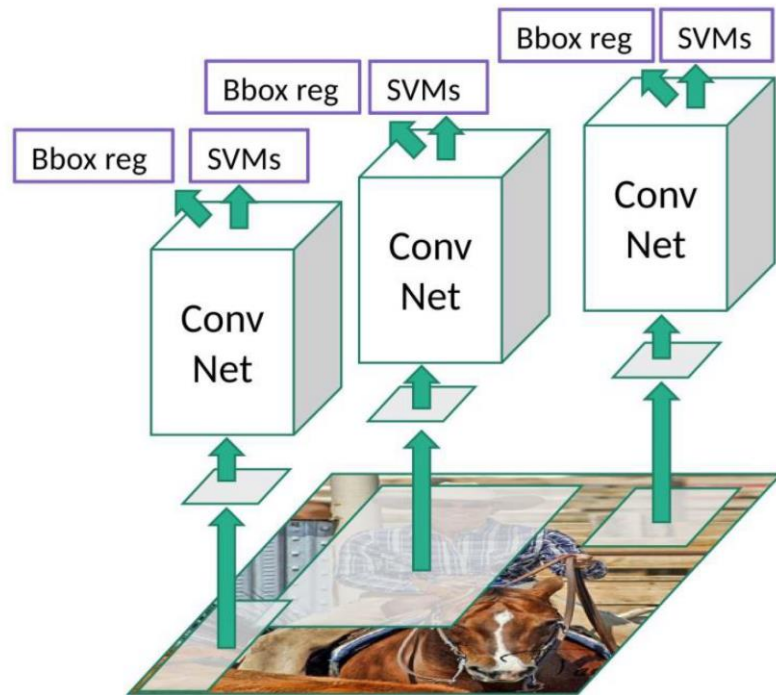 Bbox reg
SVMs
Bbox reg
SVMs
Bbox reg
SVMs
Conv
Net
Conv
Net
Conv
Net